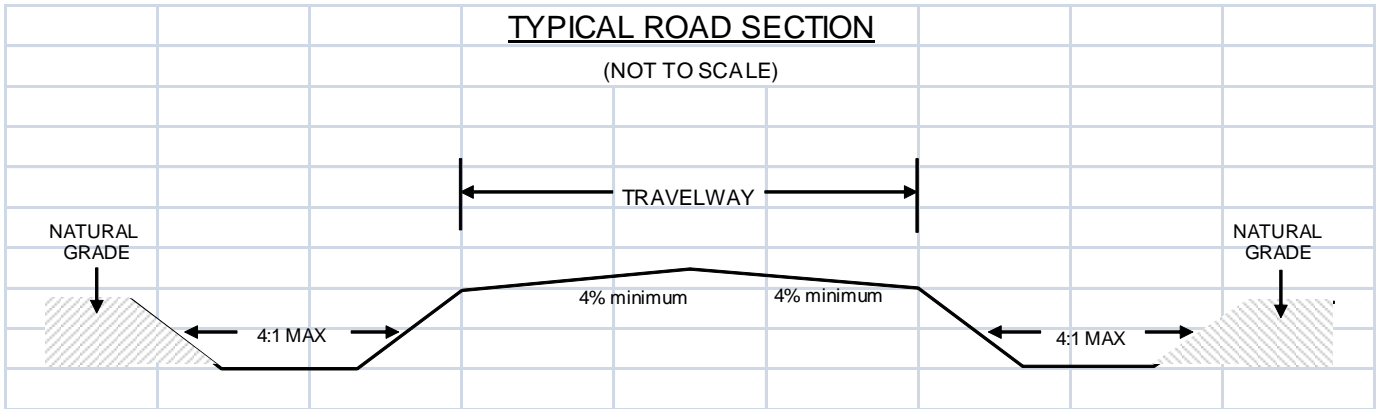 TYPICAL ROAD SECTION
(NOT TO SCALE)
TRAVELWAY
NATURAL
GRADE
NATURAL
GRADE
4% minimum
4% minimum
4:1 MAX
4:1 MAX